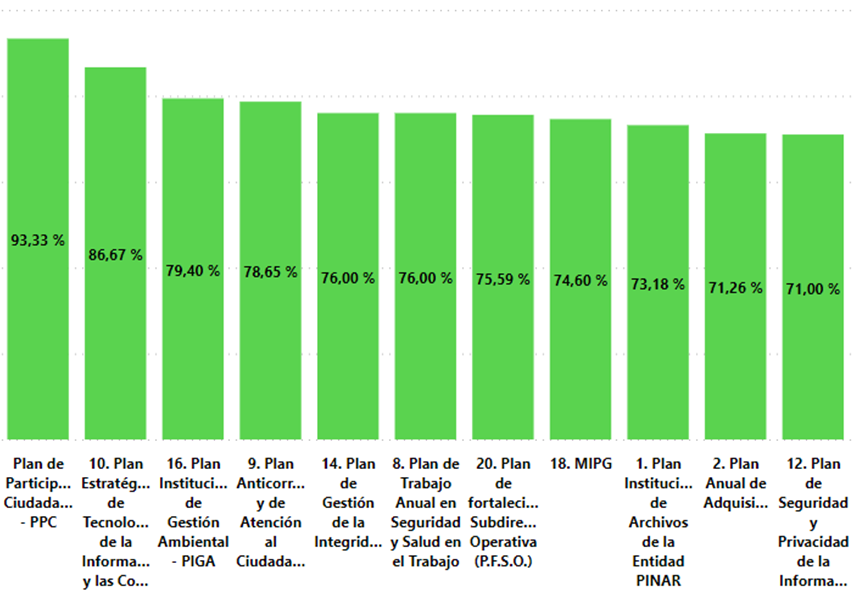 93,33 %
86,67 %
79,40 %
78,65 %
76,00 %
76,00 %
75,59 %
74,60 %
73,18 %
71,26 %
71,00 %
Plan de
Particip...
Ciudada...
- PPC
10. Plan
Estratég...
de
Tecnolo...
de la
Informa...
y las Co...
16. Plan
Instituci...
de
Gestión
Ambiental
- PIGA
9. Plan
Anticorr...
y de
Atención
al
Ciudada...
14. Plan
de
Gestión
de la
Integrid...
8. Plan de
Trabajo
Anual en
Seguridad
y Salud en
el Trabajo
20. Plan
de
fortaleci...
Subdire...
Operativa
(P.F.S.O.)
18. MIPG
1. Plan
Instituci...
de
Archivos
de la
Entidad
PINAR
2. Plan
Anual de
Adquisi...
12. Plan
de
Seguridad
y
Privacidad
de la
Informa...